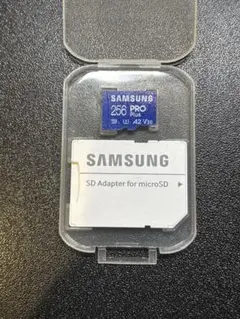 SAMSUNG
256 PRO
Plus
A2 V30
SAMSUNG
SD Adapter for microSD